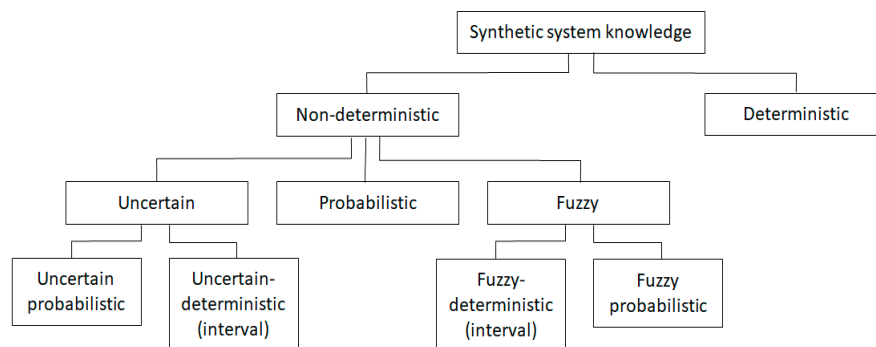 Synthetic system knowledge
Non-deterministic
Deterministic
Uncertain
Probabilistic
Fuzzy
Uncertain
probabilistic
Uncertain-
deterministic
(interval)
Fuzzy-
deterministic
(interval)
Fuzzy
probabilistic